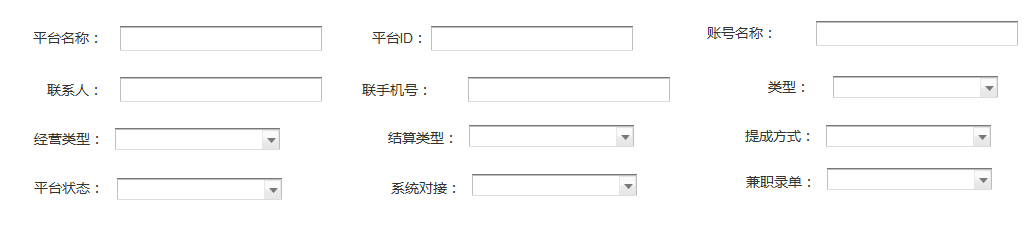 平台名称： 平台ID： 账号名称：
联系人： 联手机号： 类型：
经营类型： 结算类型： 提成方式：
平台状态： 系统对接： 兼职录单：